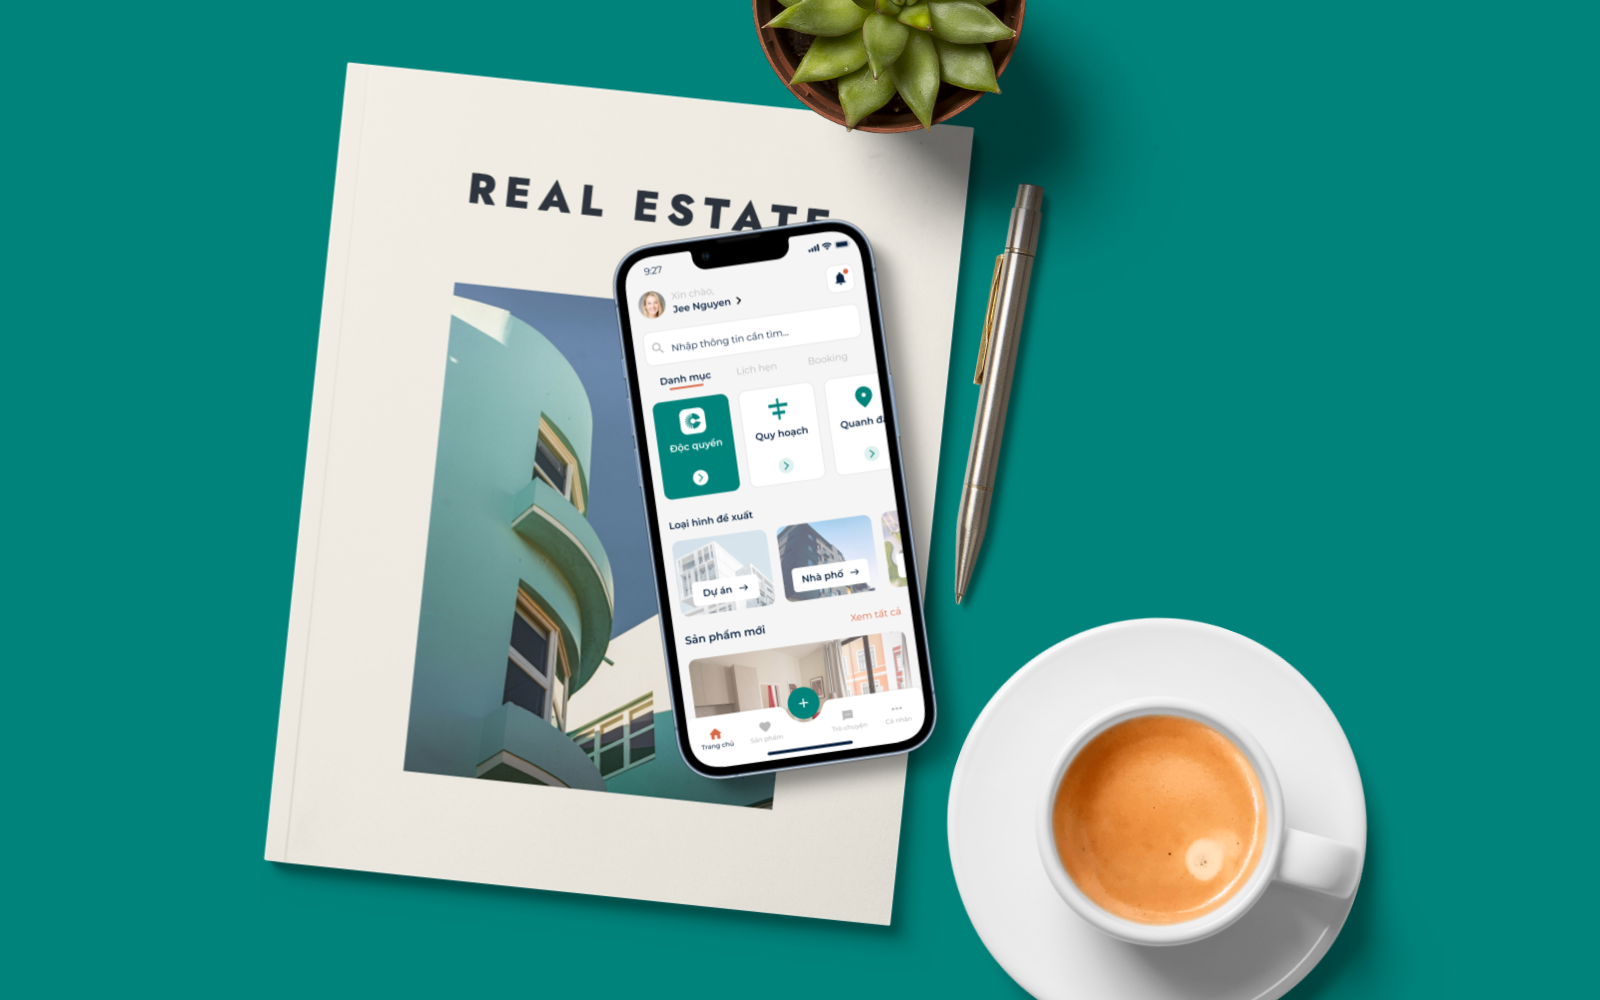 REAL ESTATE
9:27
Xin chào,
Jee Nguyen
Nhập thông tin cần tìm...
Danh mục
Lịch hẹn
Booking
Độc quyền
Quy hoạch
Quanh đâ
Loại hình đề xuất
Dự án
Nhà phố
Sản phẩm mới
Xem tất cả
Trang chủ
Sản phẩm
Trò chuyện
Cá nhân